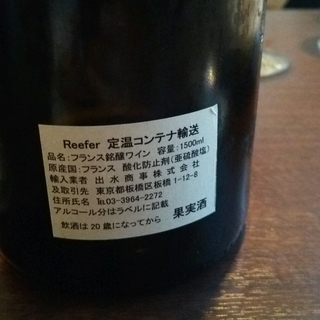 Reefer 定温コンテナ輸送
品名:フランス銘醸ワイン 容量:1500ml
原産国:フランス 酸化防止剤(亜硫酸塩)
輸入業者 出水商事株式会社
及取引先 東京都板橋区板橋1-12-8
住所氏名 ℡03-3964-2272
アルコール分はラベルに記載
飲酒は20歳になってから 果実酒